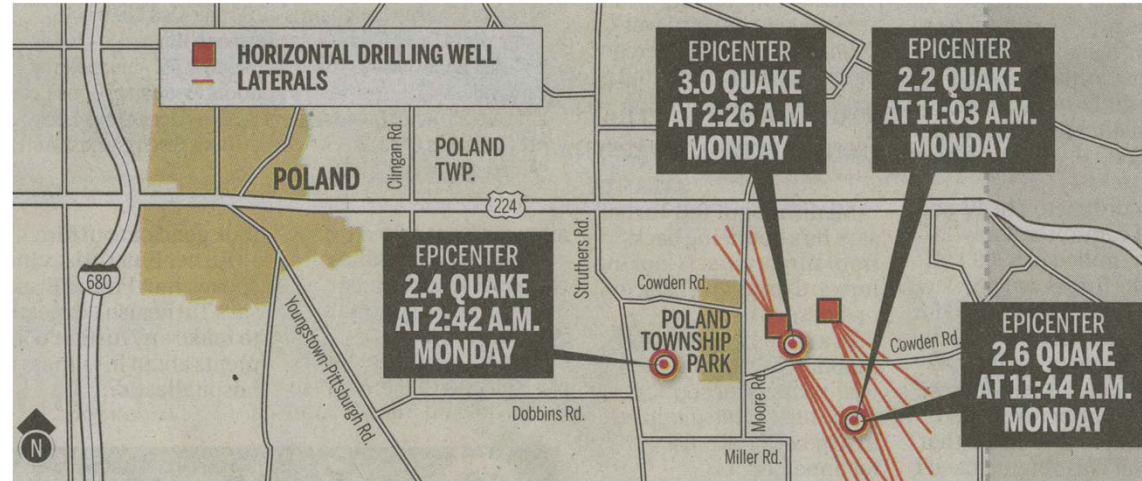 HORIZONTAL DRILLING WELL
LATERALS
EPICENTER
3.0 QUAKE
AT 2:26 A.M.
MONDAY
EPICENTER
2.2 QUAKE
AT 11:03 A.M.
MONDAY
POLAND
Clingan Rd.
POLAND
TWP.
224
680
EPICENTER
2.4 QUAKE
AT 2:42 A.M.
MONDAY
Struthers Rd.
Cowden Rd.
POLAND
TOWNSHIP
PARK
Cowden Rd.
EPICENTER
2.6 QUAKE
AT 11:44 A.M.
MONDAY
Youngstown-Pittsburgh Rd.
Dobbins Rd.
Moore Rd.
Miller Rd.
N